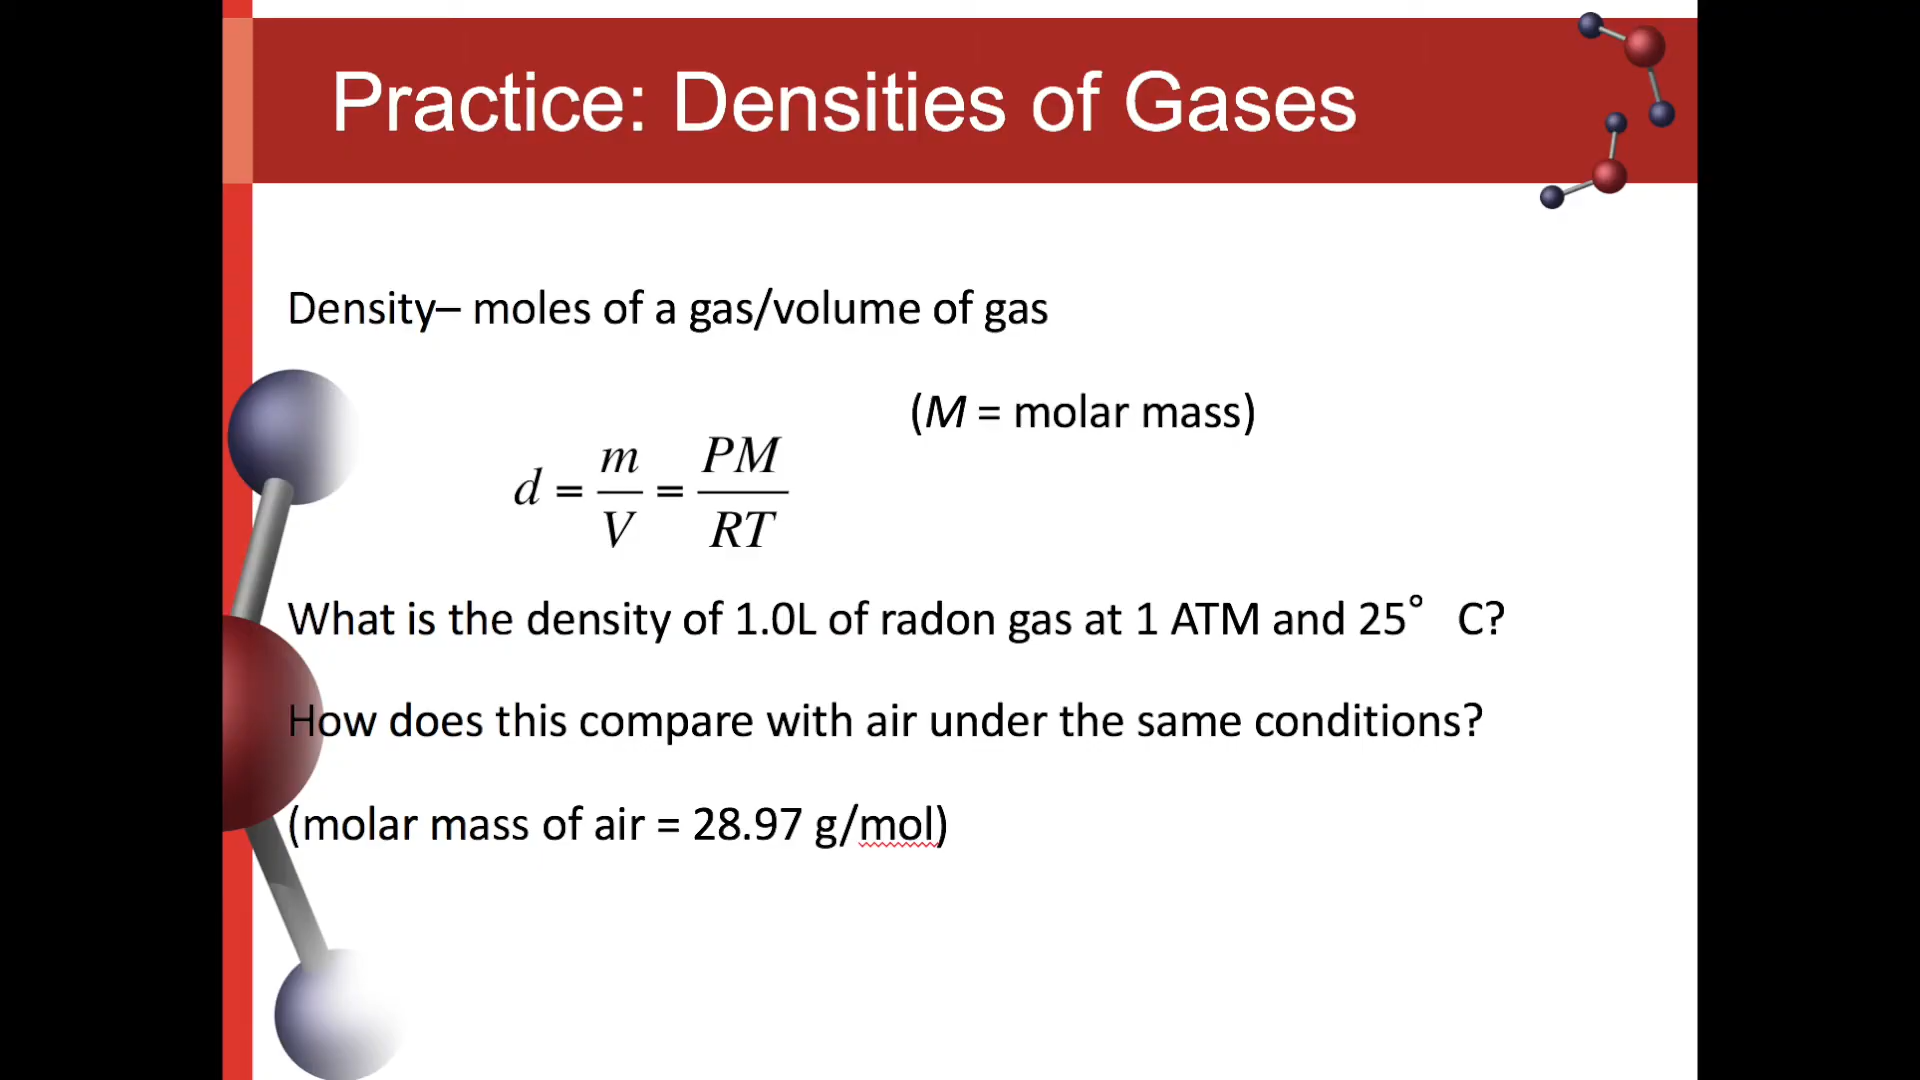 Practice: Densities of Gases
Density– moles of a gas/volume of gas
(M = molar mass)
d = m/V = PM/RT
What is the density of 1.0L of radon gas at 1 ATM and 25° C?
How does this compare with air under the same conditions?
(molar mass of air = 28.97 g/mol)